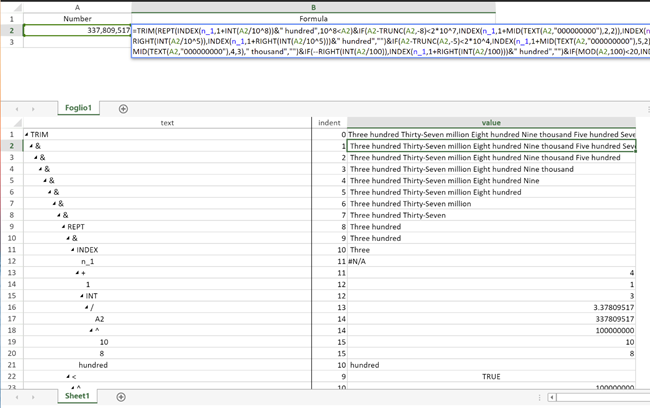 A B
1 Number Formula
2 337,809,517 =TRIM(REPT(INDEX(n_1,1+INT(A2/10^8))&" hundred",10^8<A2)&IF(A2-TRUNC(A2,-8)<2*10^7,INDEX(n_1,1+MID(TEXT(A2,"000000000"),2,2)),INDEX(n
3 RIGHT(INT(A2/10^5)),INDEX(n_1,1+RIGHT(INT(A2/10^5)))&" hundred","")&IF(A2-TRUNC(A2,-5)<2*10^4,INDEX(n_1,1+MID(TEXT(A2,"000000000"),5,2)
MID(TEXT(A2,"000000000"),4,3)," thousand","")&IF(--RIGHT(INT(A2/100)),INDEX(n_1,1+RIGHT(INT(A2/100)))&" hundred","")&IF(MOD(A2,100)<20,IN
Foglio1
text indent value
1 TRIM 0 Three hundred Thirty-Seven million Eight hundred Nine thousand Five hundred Seve
2 & 1 Three hundred Thirty-Seven million Eight hundred Nine thousand Five hundred Seve
3 & 2 Three hundred Thirty-Seven million Eight hundred Nine thousand Five hundred
4 & 3 Three hundred Thirty-Seven million Eight hundred Nine thousand
5 & 4 Three hundred Thirty-Seven million Eight hundred Nine
6 & 5 Three hundred Thirty-Seven million Eight hundred
7 & 6 Three hundred Thirty-Seven million
8 & 7 Three hundred Thirty-Seven
9 REPT 8 Three hundred
10 & 9 Three hundred
11 INDEX 10 Three
12 n_1 11 #N/A
13 + 11 4
14 1 12 1
15 INT 12 3
16 / 13 3.37809517
17 A2 14 337809517
18 ^ 14 100000000
19 10 15 10
20 8 15 8
21 hundred 10 hundred
22 < 9 TRUE
23 ^ 10 100000000
Sheet1